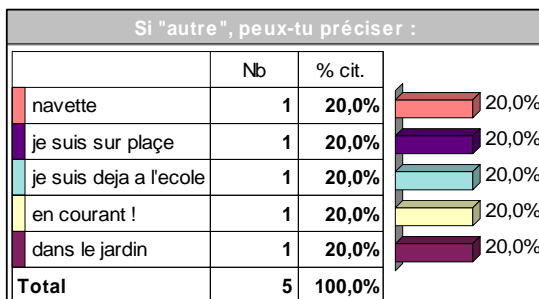 Si "autre", peux-tu préciser :
Nb % cit.
navette 1 20,0% 20,0%
je suis sur plaçe 1 20,0% 20,0%
je suis deja a l'ecole 1 20,0% 20,0%
en courant ! 1 20,0% 20,0%
dans le jardin 1 20,0% 20,0%
Total 5 100,0%